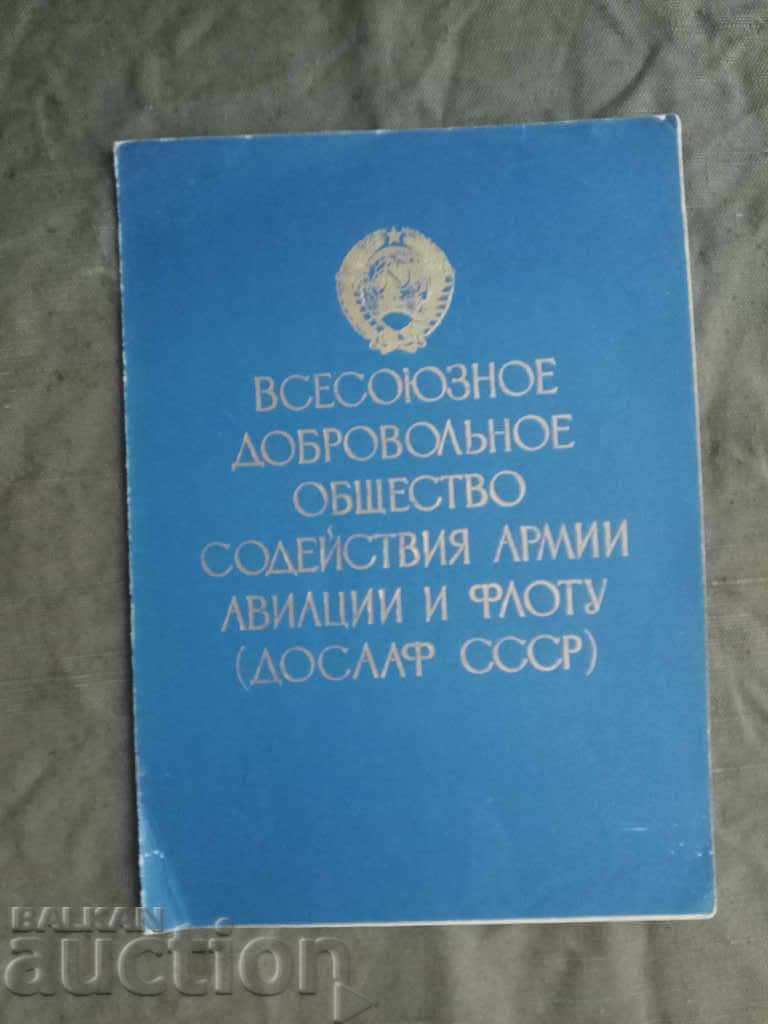 ВСЕСОЮЗНОЕ
ДОБРОВОЛЬНОЕ
ОБЩЕСТВО
СОДЕЙСТВИЯ АРМИИ
АВИАЦИИ И ФЛОТУ
(ДОСААФ СССР)
BALKAN
auction